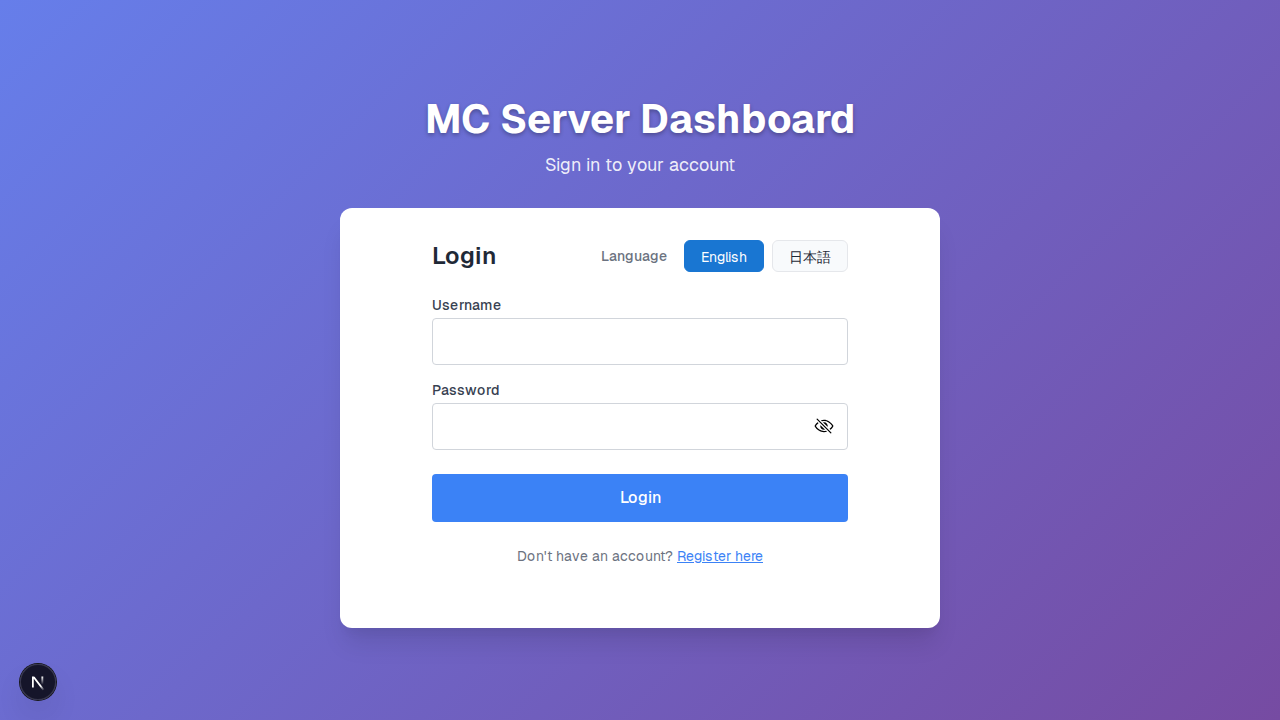 MC Server Dashboard
Sign in to your account
Login
Language English 日本語
Username
Password
Login
Don't have an account? Register here
N